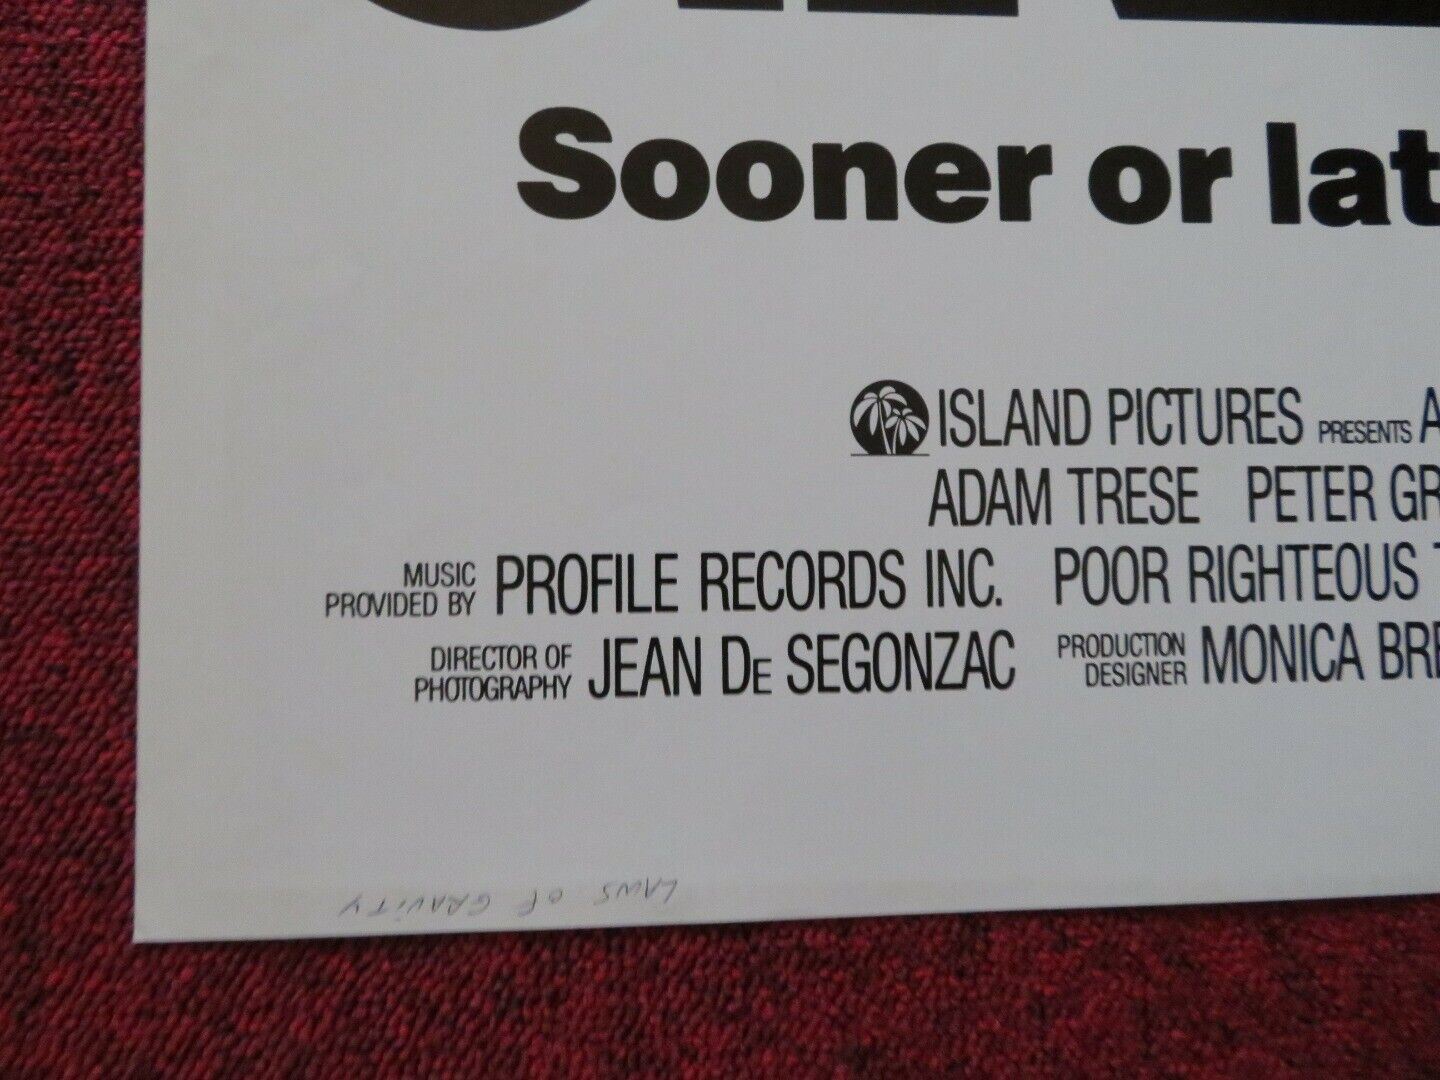 Sooner or lat
ISLAND PICTURES PRESENTS A
ADAM TRESE PETER GR
MUSIC PROVIDED BY PROFILE RECORDS INC. POOR RIGHTEOUS T
DIRECTOR OF PHOTOGRAPHY JEAN DE SEGONZAC PRODUCTION DESIGNER MONICA BRE
LAWS OF GRAVITY